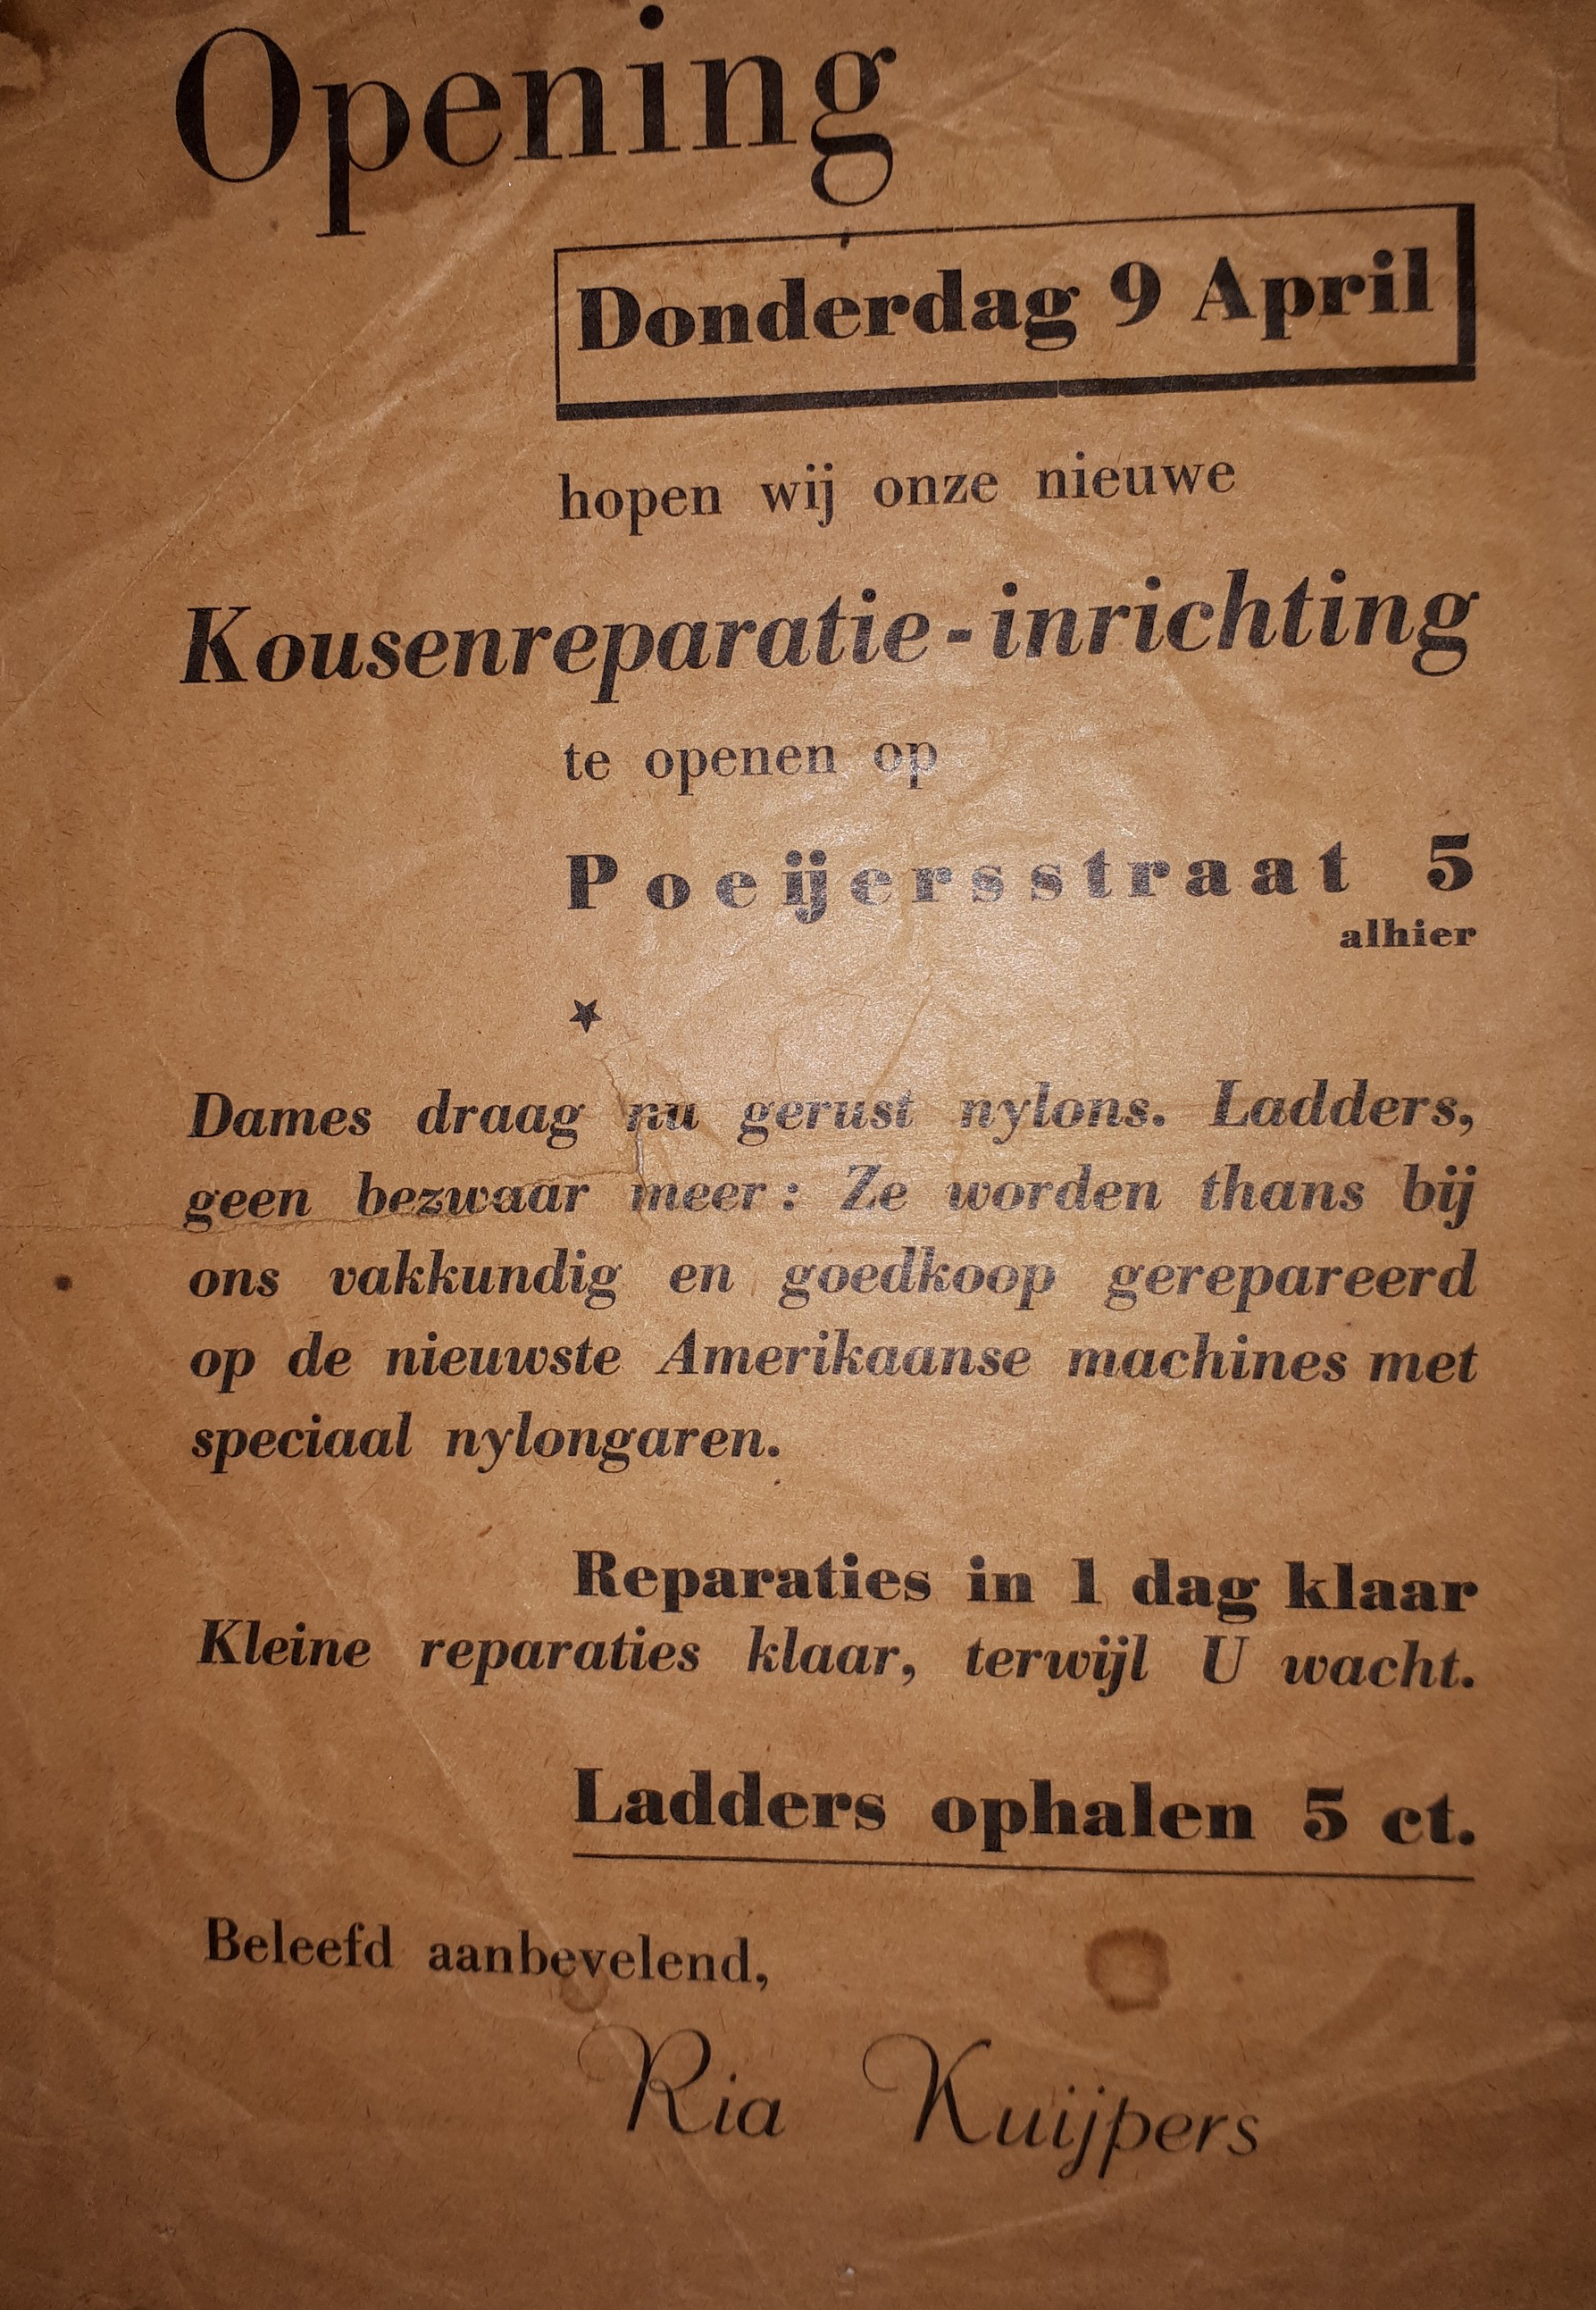 Opening
Donderdag 9 April
hopen wij onze nieuwe
Kousenreparatie-inrichting
te openen op
Poeijersstraat 5
alhier
Dames draag nu gerust nylons. Ladders,
geen bezwaar meer: Ze worden thans bij
ons vakkundig en goedkoop gerepareerd
op de nieuwste Amerikaanse machines met
speciaal nylongaren.
Reparaties in 1 dag klaar
Kleine reparaties klaar, terwijl U wacht.
Ladders ophalen 5 ct.
Beleefd aanbevelend,
Ria Kuijpers